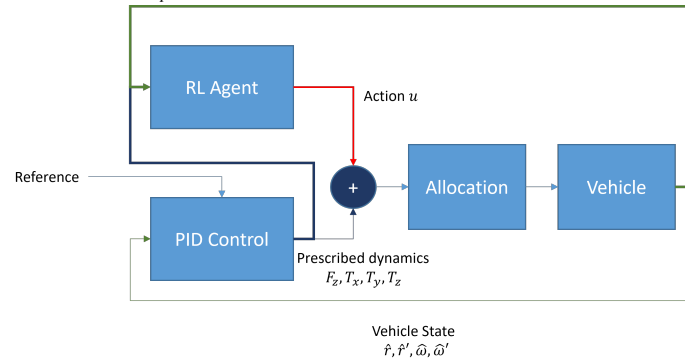 RL Agent
Action u
Reference
+
Allocation
Vehicle
PID Control
Prescribed dynamics
F_z, T_x, T_y, T_z
Vehicle State
r̂, r̂′, ω̂, ω̂′